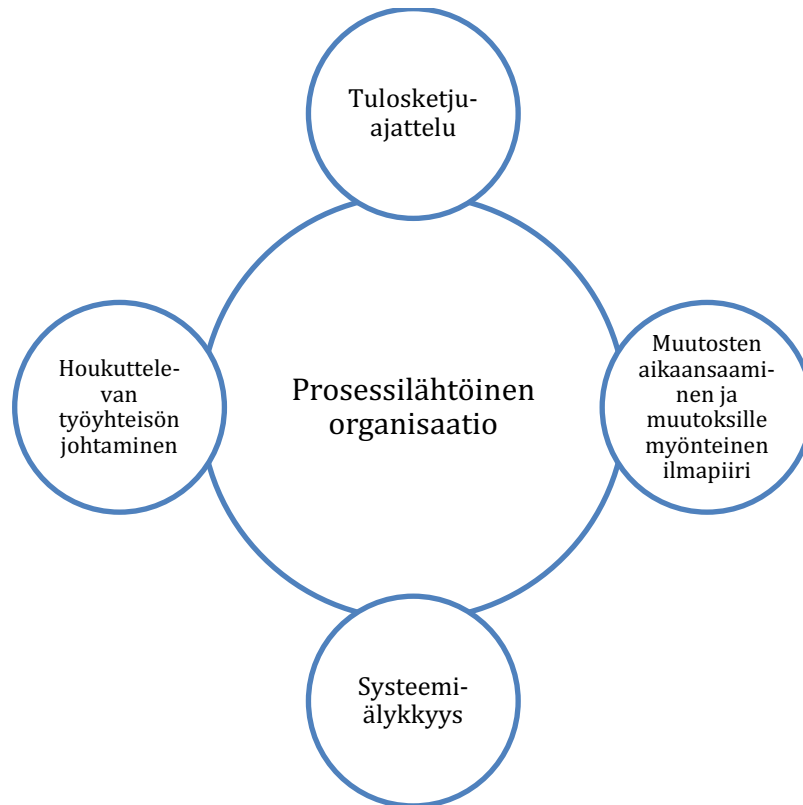 Tulosketju-
ajattelu
Houkuttele-
van
työyhteisön
johtaminen
Prosessilähtöinen
organisaatio
Muutosten
aikaansaami-
nen ja
muutoksille
myönteinen
ilmapiiri
Systeemi-
älykkyys